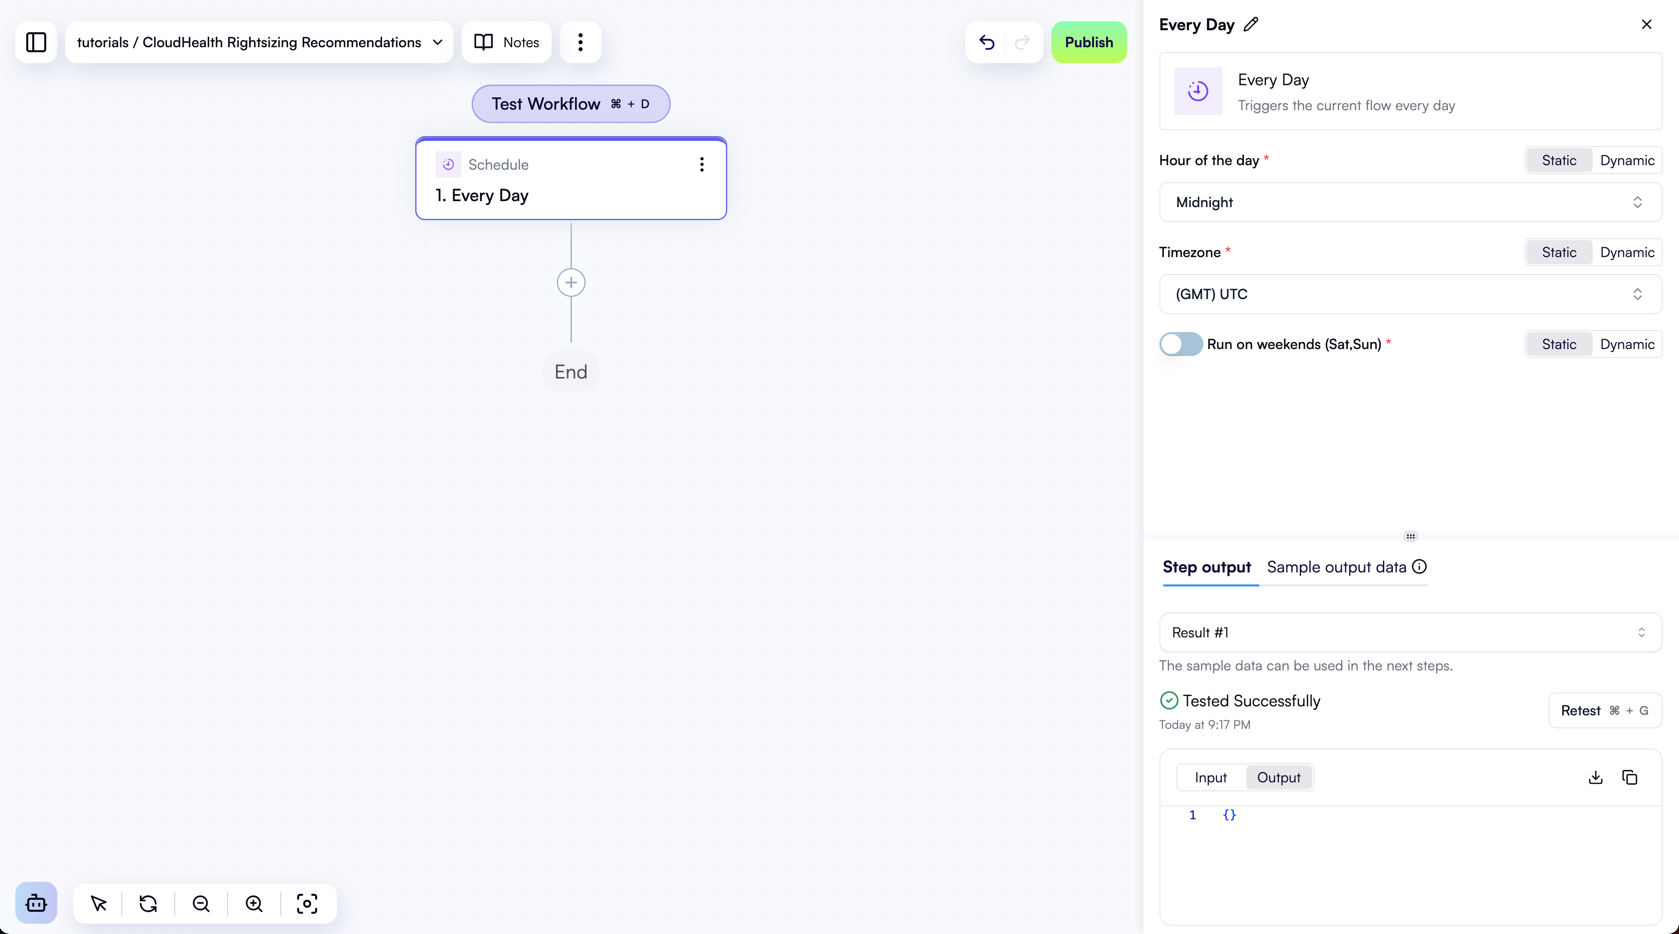 tutorials / CloudHealth Rightsizing Recommendations
Notes
Publish
Test Workflow ⌘ + D
Schedule
1. Every Day
End
Every Day
Every Day
Triggers the current flow every day
Hour of the day *
Static Dynamic
Midnight
Timezone *
Static Dynamic
(GMT) UTC
Run on weekends (Sat,Sun) *
Static Dynamic
Step output
Sample output data
Result #1
The sample data can be used in the next steps.
Tested Successfully
Today at 9:17 PM
Retest ⌘ + G
Input Output
1 {}